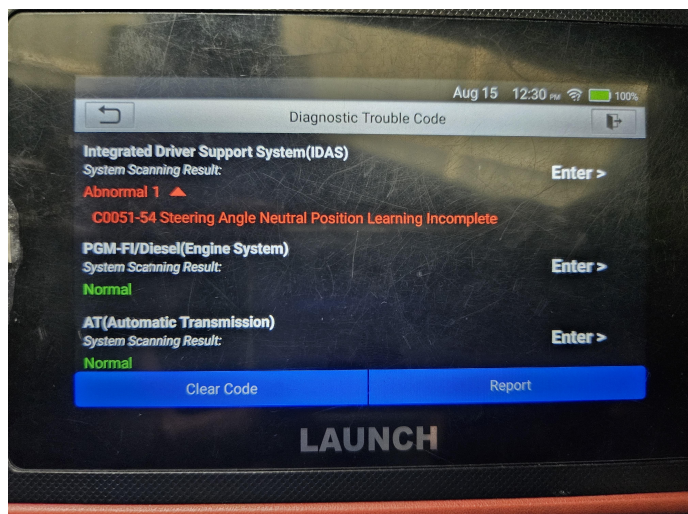 Aug 15 12:30 PM 100%
Diagnostic Trouble Code
Integrated Driver Support System(IDAS)
System Scanning Result:
Enter >
Abnormal 1
C0051-54 Steering Angle Neutral Position Learning Incomplete
PGM-FI/Diesel(Engine System)
System Scanning Result:
Enter >
Normal
AT(Automatic Transmission)
System Scanning Result:
Enter >
Normal
Clear Code Report
LAUNCH